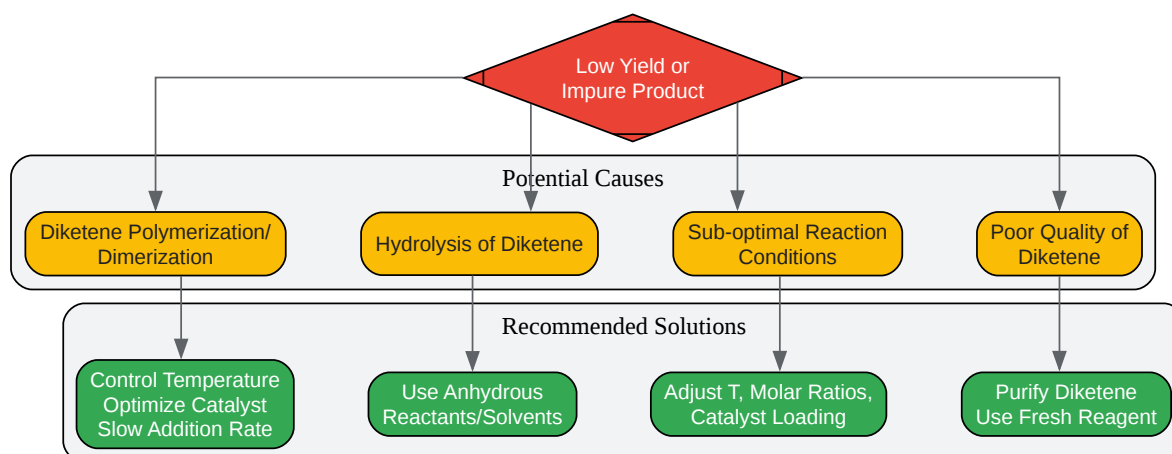 Low Yield or
Impure Product
Potential Causes
Diketene Polymerization/
Dimerization
Hydrolysis of Diketene
Sub-optimal Reaction
Conditions
Poor Quality of
Diketene
Recommended Solutions
Control Temperature
Optimize Catalyst
Slow Addition Rate
Use Anhydrous
Reactants/Solvents
Adjust T, Molar Ratios,
Catalyst Loading
Purify Diketene
Use Fresh Reagent